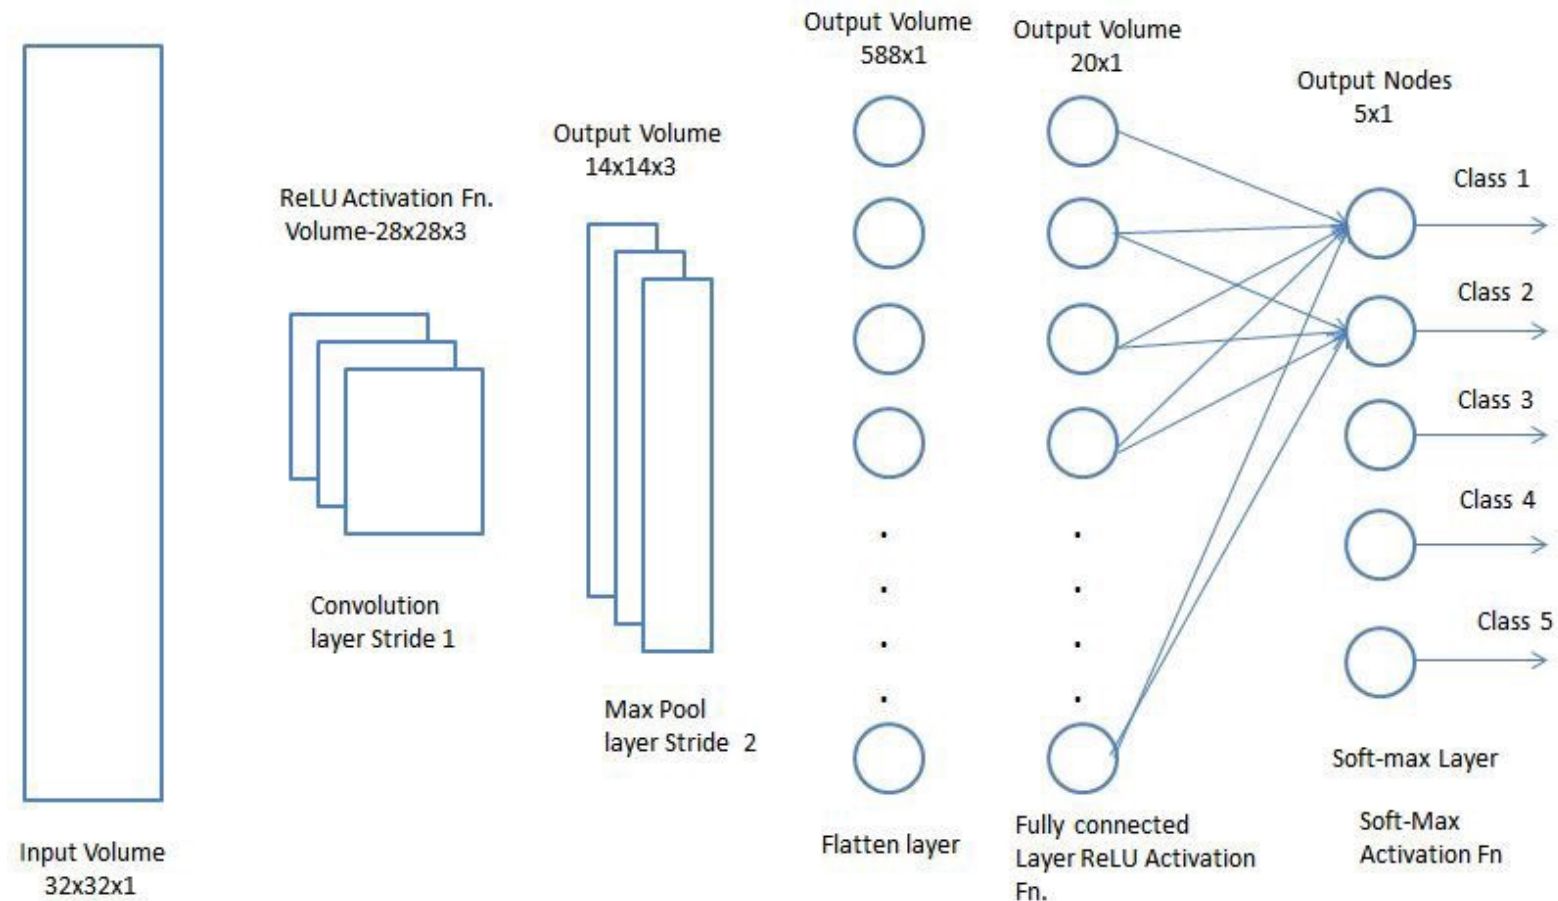 Input Volume
32x32x1
ReLU Activation Fn.
Volume-28x28x3
Convolution
layer Stride 1
Output Volume
14x14x3
Max Pool
layer Stride 2
Output Volume
588x1
.
.
.
.
Flatten layer
Output Volume
20x1
.
.
.
.
Fully connected
Layer ReLU Activation
Fn.
Output Nodes
5x1
Class 1
Class 2
Class 3
Class 4
Class 5
Soft-max Layer
Soft-Max
Activation Fn